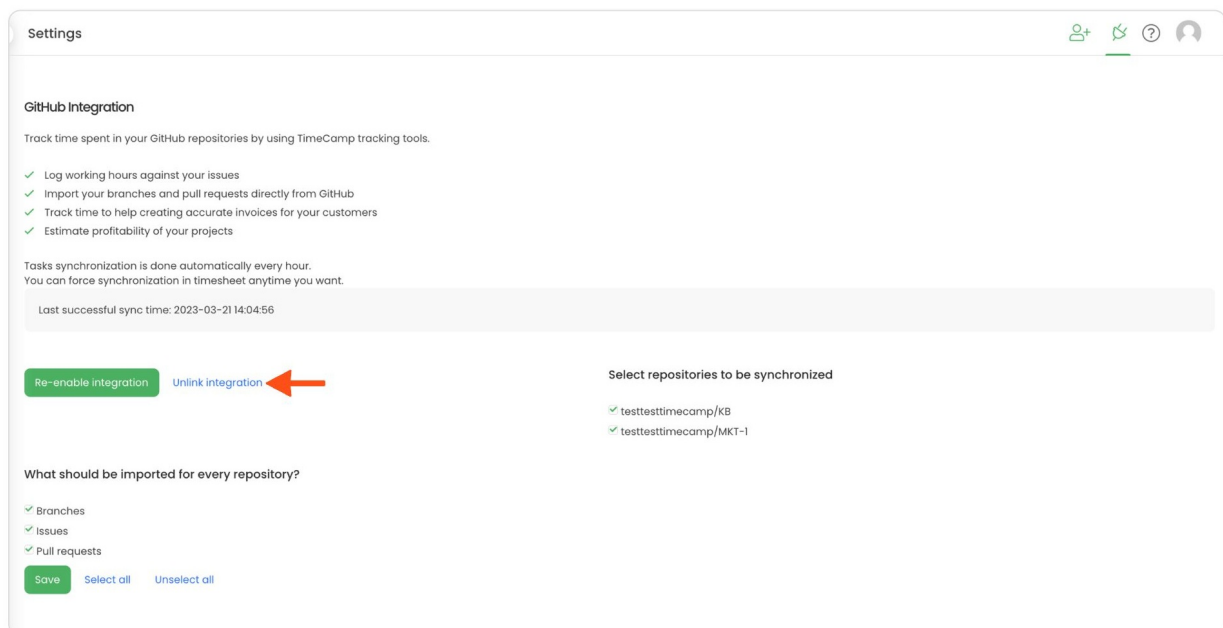 Settings
GitHub Integration
Track time spent in your GitHub repositories by using TimeCamp tracking tools.
Log working hours against your issues
Import your branches and pull requests directly from GitHub
Track time to help creating accurate invoices for your customers
Estimate profitability of your projects
Tasks synchronization is done automatically every hour.
You can force synchronization in timesheet anytime you want.
Last successful sync time: 2023-03-21 14:04:56
Re-enable integration Unlink integration
Select repositories to be synchronized
testtesttimecamp/KB
testtesttimecamp/MKT-1
What should be imported for every repository?
Branches
Issues
Pull requests
Save Select all Unselect all